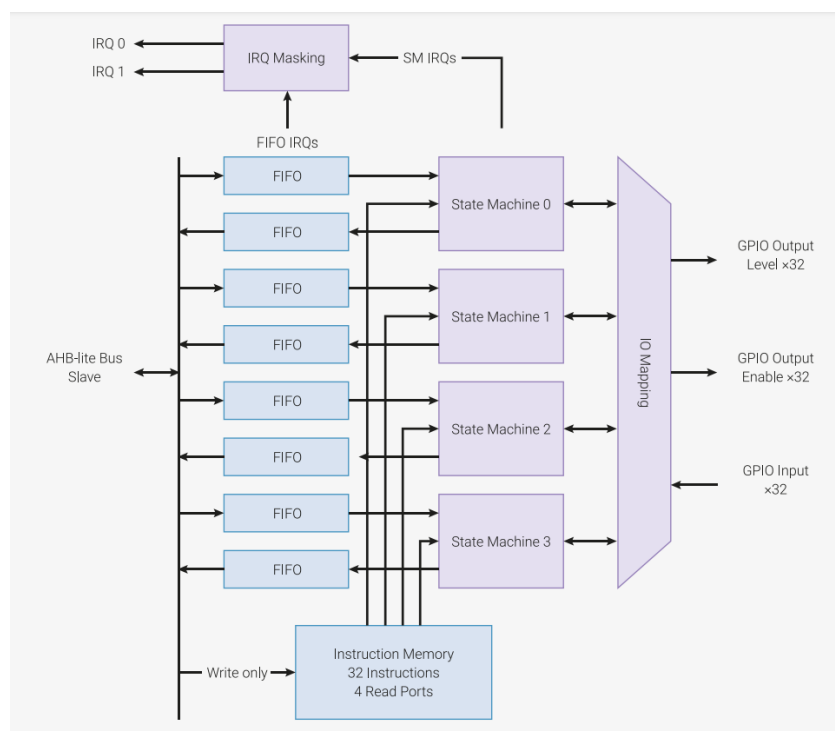 IRQ 0
IRQ 1
IRQ Masking
SM IRQs
FIFO IRQs
FIFO
State Machine 0
FIFO
GPIO Output
Level ×32
FIFO
State Machine 1
FIFO
AHB-lite Bus
Slave
IO Mapping
GPIO Output
Enable ×32
FIFO
State Machine 2
FIFO
GPIO Input
×32
FIFO
State Machine 3
FIFO
Write only
Instruction Memory
32 Instructions
4 Read Ports